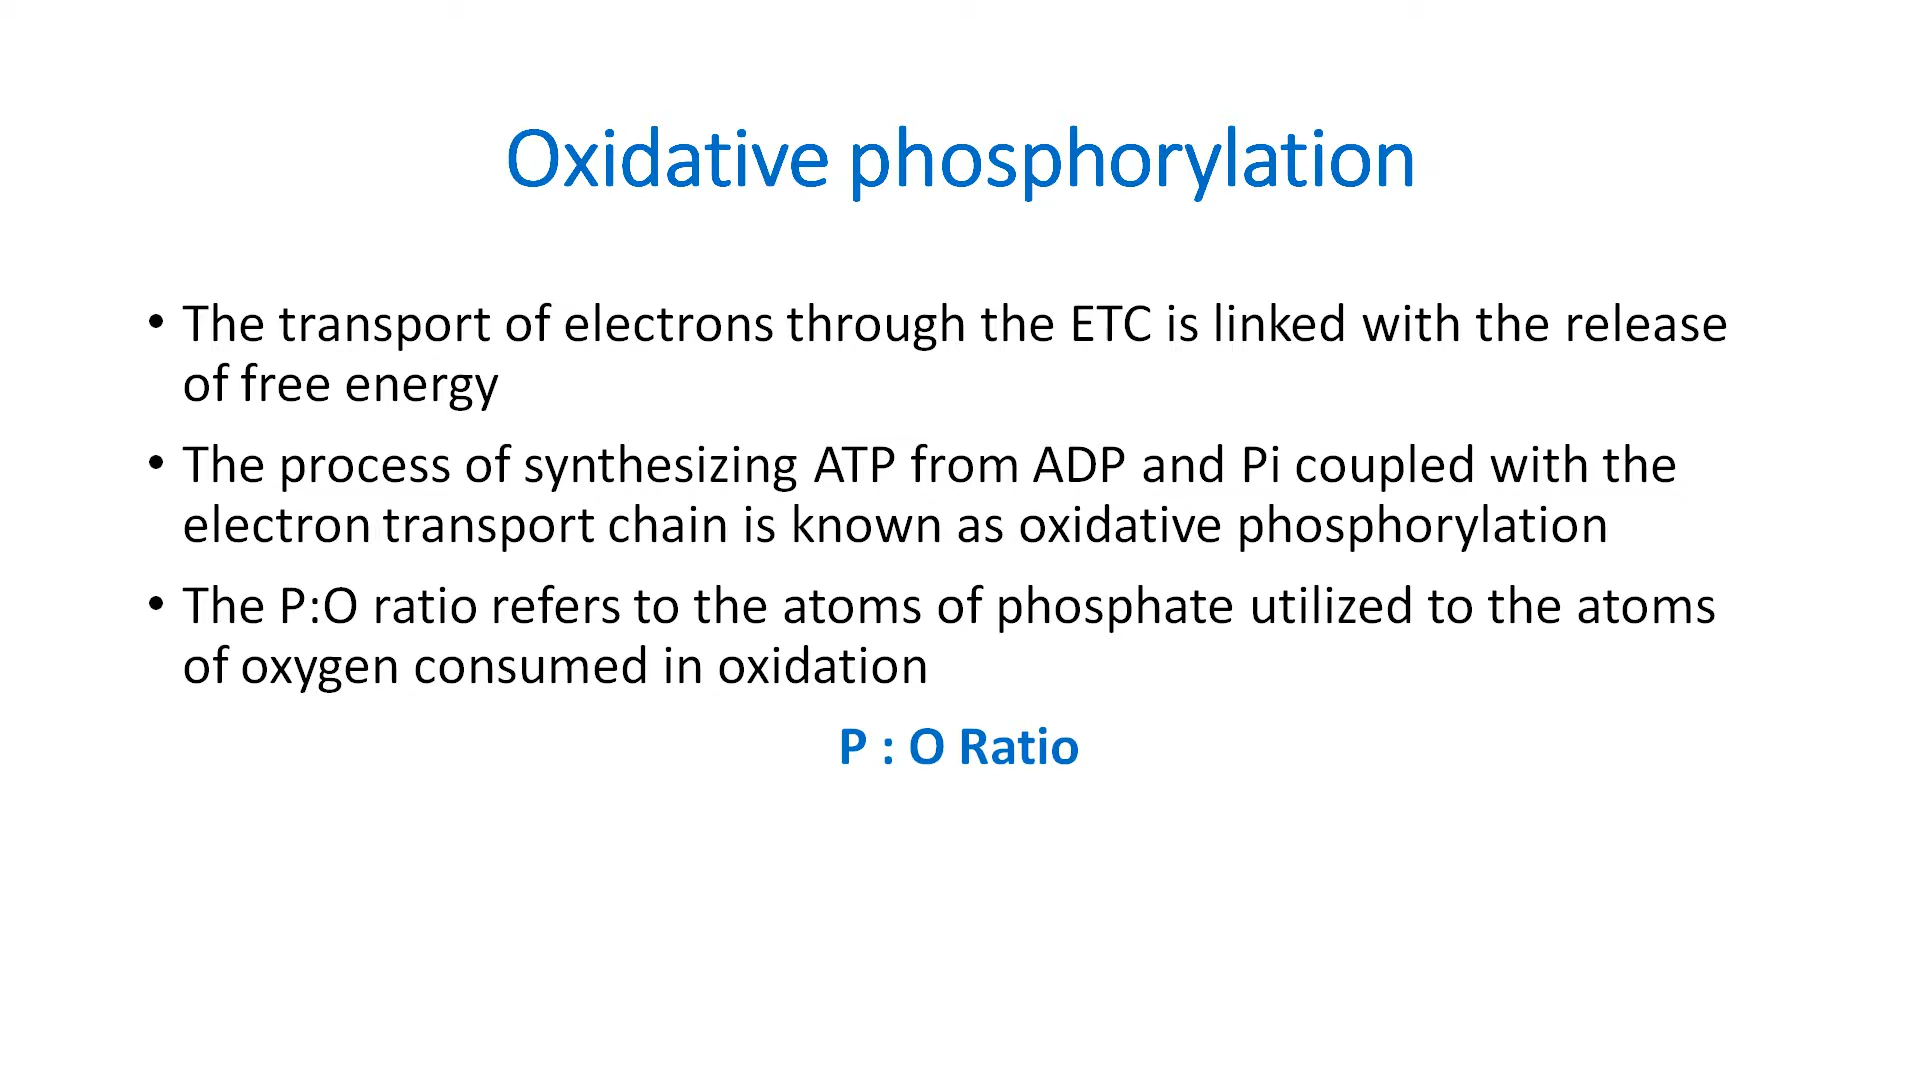 Oxidative phosphorylation
• The transport of electrons through the ETC is linked with the release
of free energy
• The process of synthesizing ATP from ADP and Pi coupled with the
electron transport chain is known as oxidative phosphorylation
• The P:O ratio refers to the atoms of phosphate utilized to the atoms
of oxygen consumed in oxidation
P : O Ratio